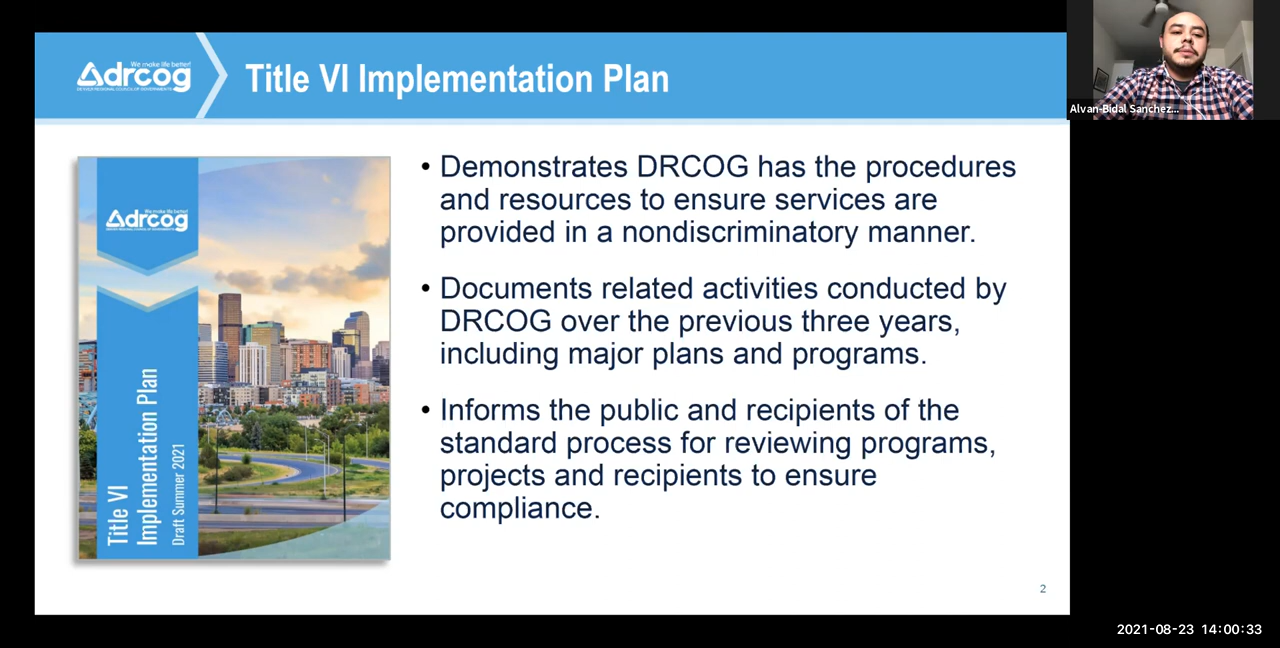 We make life better!
drcog
DENVER REGIONAL COUNCIL OF GOVERNMENTS
Title VI Implementation Plan
Alvan-Bidal Sanchez...
We make life better!
drcog
Title VI
Implementation Plan
Draft Summer 2021
• Demonstrates DRCOG has the procedures
and resources to ensure services are
provided in a nondiscriminatory manner.
• Documents related activities conducted by
DRCOG over the previous three years,
including major plans and programs.
• Informs the public and recipients of the
standard process for reviewing programs,
projects and recipients to ensure
compliance.
2
2021-08-23 14:00:33